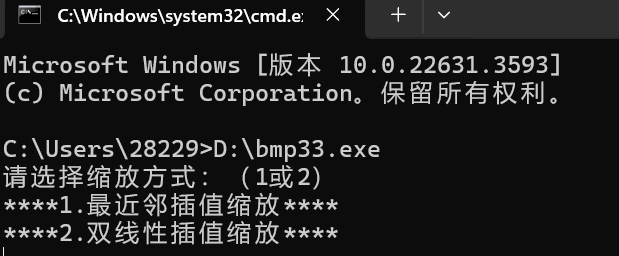 C:\Windows\system32\cmd.e
Microsoft Windows [版本 10.0.22631.3593]
(c) Microsoft Corporation。保留所有权利。
C:\Users\28229>D:\bmp33.exe
请选择缩放方式：（1或2）
****1.最近邻插值缩放****
****2.双线性插值缩放****